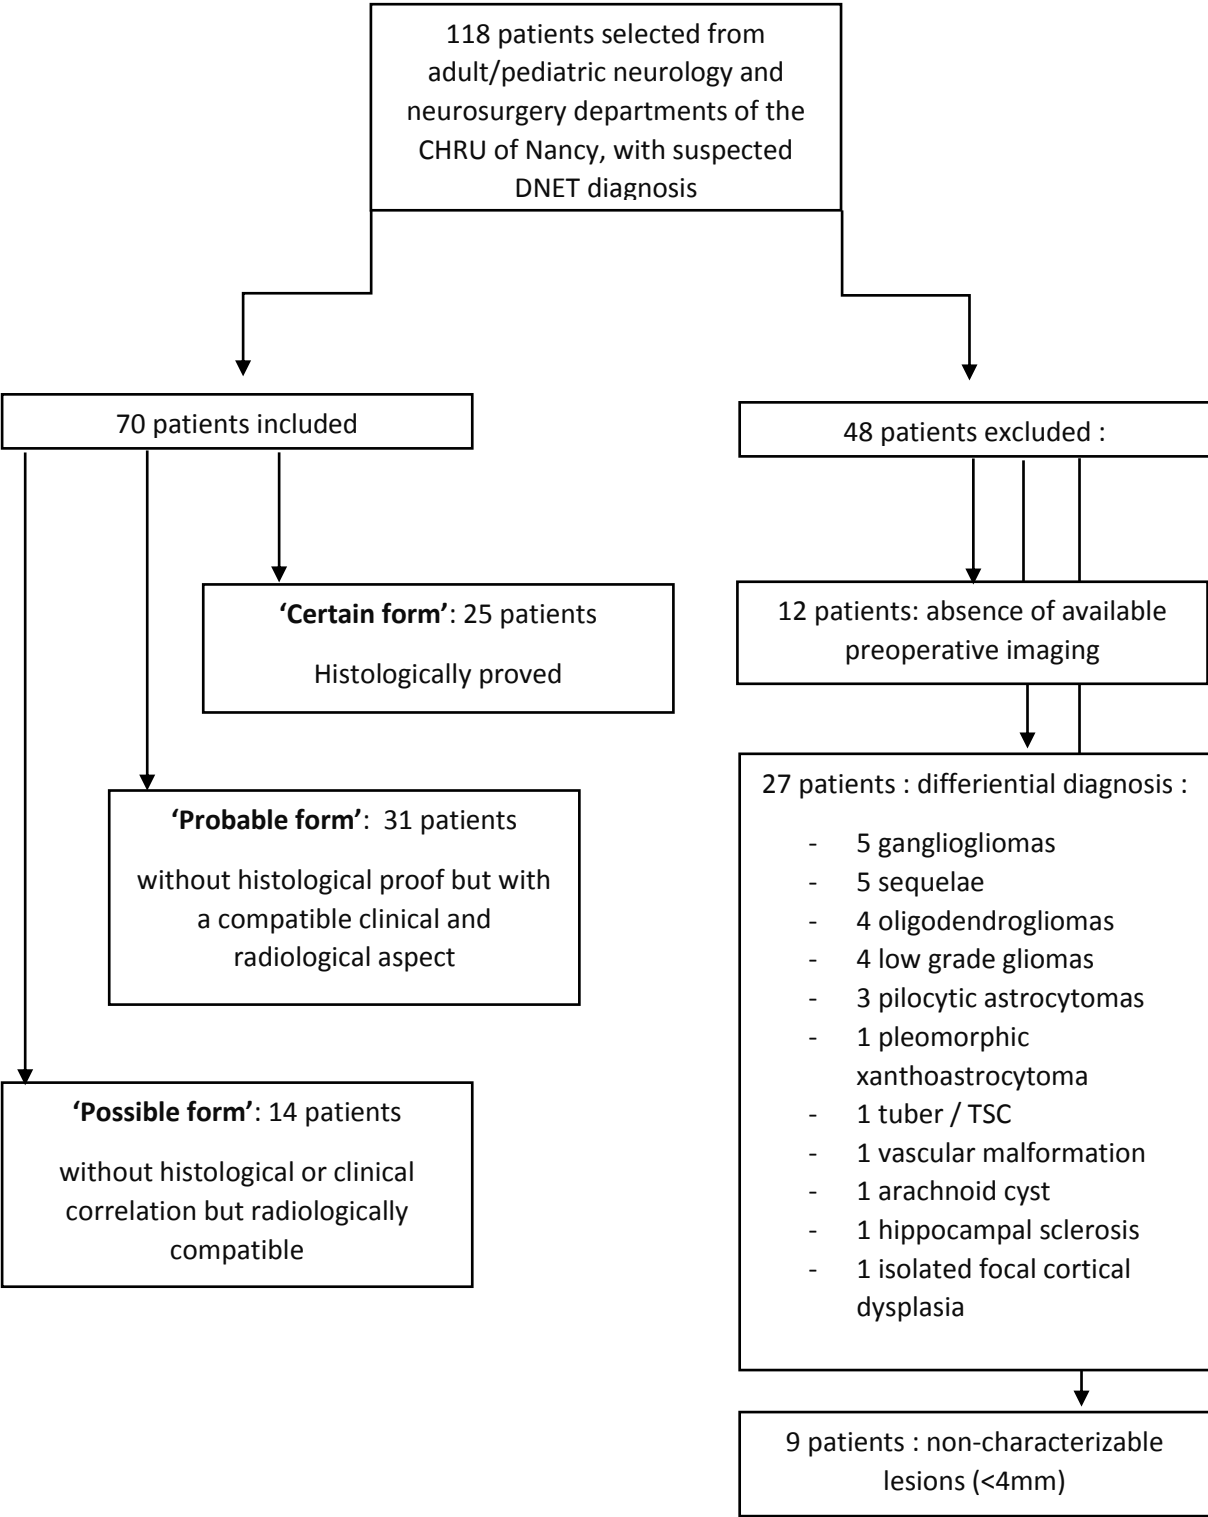 118 patients selected from
adult/pediatric neurology and
neurosurgery departments of the
CHRU of Nancy, with suspected
DNET diagnosis
70 patients included
48 patients excluded :
‘Certain form’: 25 patients
Histologically proved
12 patients: absence of available
preoperative imaging
‘Probable form’:  31 patients
without histological proof but with
a compatible clinical and
radiological aspect
27 patients : differiential diagnosis :
- 5 gangliogliomas
- 5 sequelae
- 4 oligodendrogliomas
- 4 low grade gliomas
- 3 pilocytic astrocytomas
- 1 pleomorphic
xanthoastrocytoma
- 1 tuber / TSC
- 1 vascular malformation
- 1 arachnoid cyst
- 1 hippocampal sclerosis
- 1 isolated focal cortical
dysplasia
‘Possible form’: 14 patients
without histological or clinical
correlation but radiologically
compatible
9 patients : non-characterizable
lesions (<4mm)